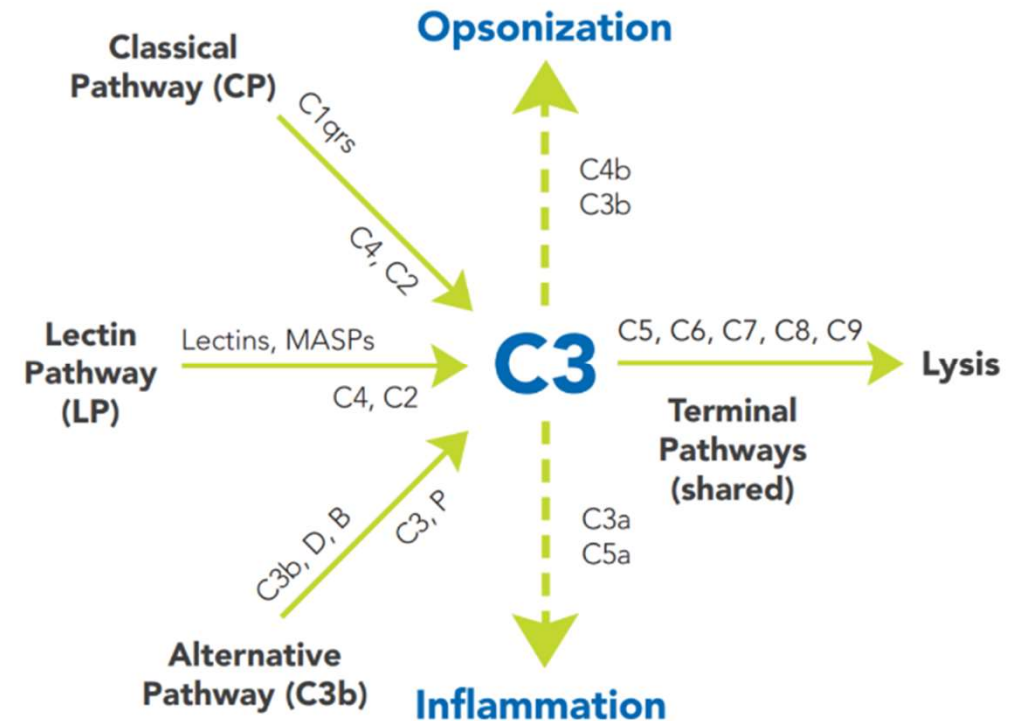 Opsonization
Classical
Pathway (CP)
C1qrs
C4, C2
C4b
C3b
Lectin
Pathway
(LP)
Lectins, MASPs
C4, C2
C3
C5, C6, C7, C8, C9
Lysis
Terminal
Pathways
(shared)
C3b, D, B
C3, P
C3a
C5a
Alternative
Pathway (C3b)
Inflammation